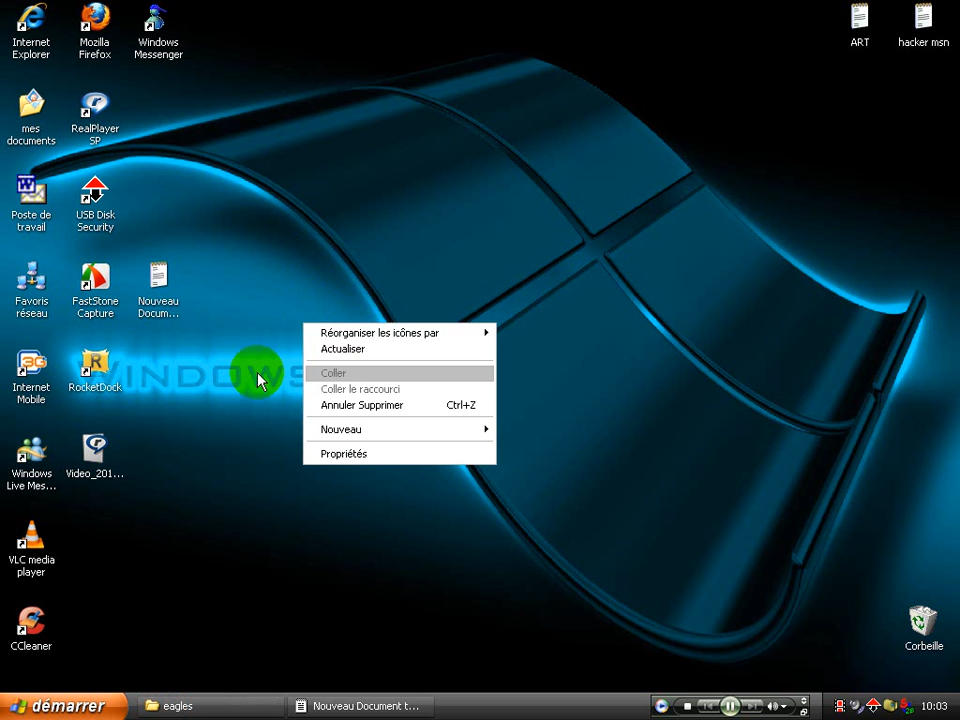 Internet
Explorer
Mozilla
Firefox
Windows
Messenger
ART
hacker msn
mes
documents
RealPlayer
SP
Poste de
travail
USB Disk
Security
Favoris
réseau
FastStone
Capture
Nouveau
Docum...
Internet
Mobile
RocketDock
WINDOWS
Réorganiser les icônes par
Actualiser
Coller
Coller le raccourci
Annuler Supprimer Ctrl+Z
Nouveau
Propriétés
Windows
Live Mes...
Video_201...
VLC media
player
CCleaner
Corbeille
démarrer
eagles
Nouveau Document t...
10:03